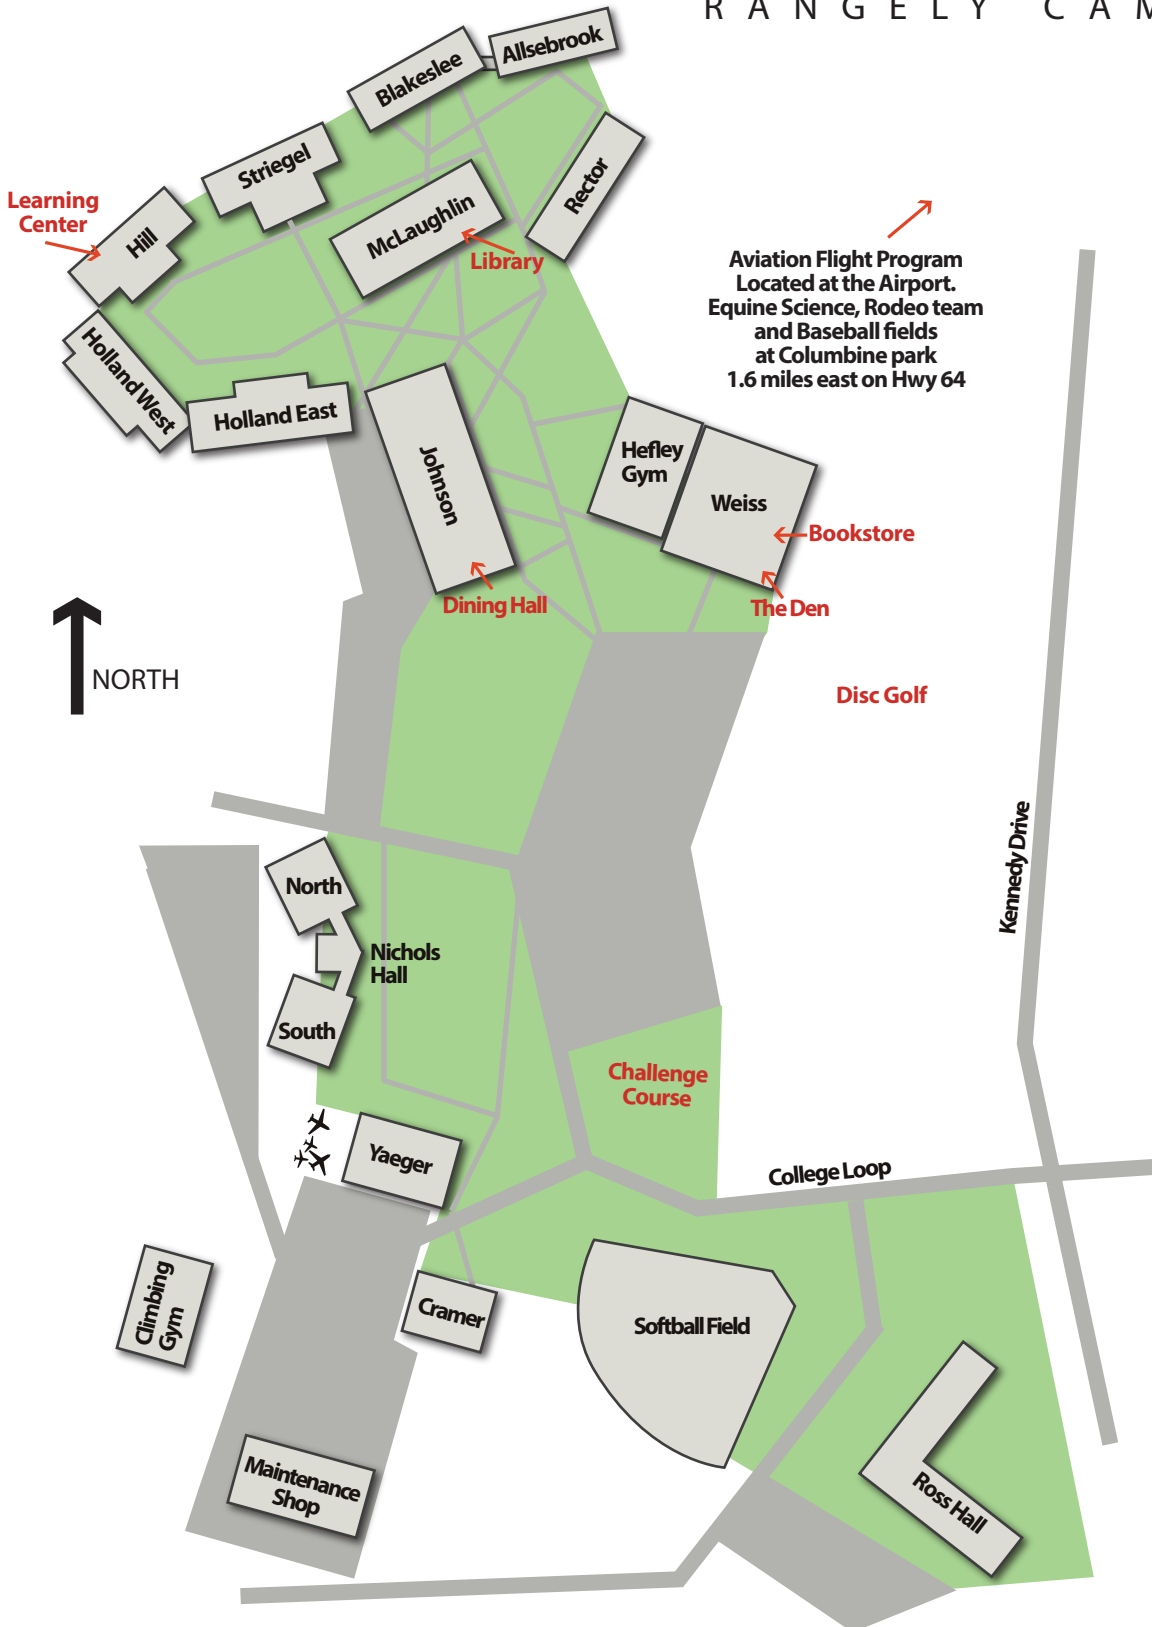 RANGELY CAM
Allsebrook
Blakeslee
Striegel
Rector
Learning
Center
Hill
McLaughlin
Library
Aviation Flight Program
Located at the Airport.
Equine Science, Rodeo team
and Baseball fields
at Columbine park
1.6 miles east on Hwy 64
Holland West
Holland East
Johnson
Hefley
Gym
Weiss
Bookstore
Dining Hall
The Den
NORTH
Disc Golf
Kennedy Drive
North
Nichols
Hall
South
Challenge
Course
Yaeger
College Loop
Climbing
Gym
Cramer
Softball Field
Maintenance
Shop
Ross Hall